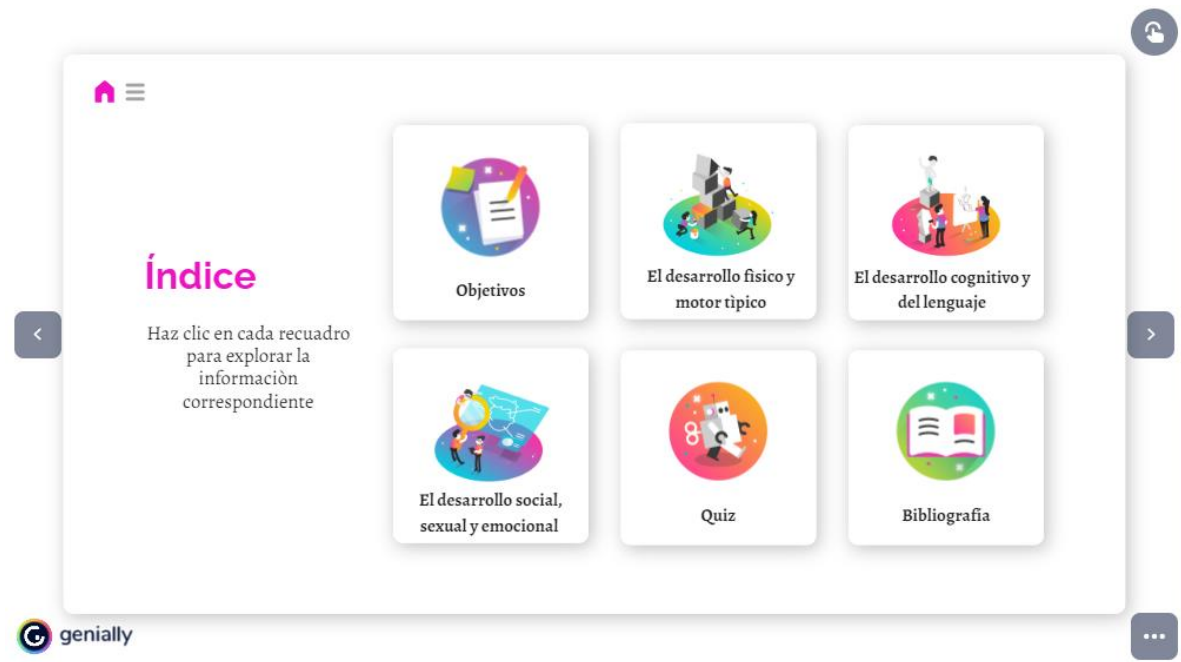 Índice
Haz clic en cada recuadro
para explorar la
informaciòn
correspondiente
Objetivos
El desarrollo fìsico y
motor tìpico
El desarrollo cognitivo y
del lenguaje
El desarrollo social,
sexual y emocional
Quiz
Bibliografía
genially